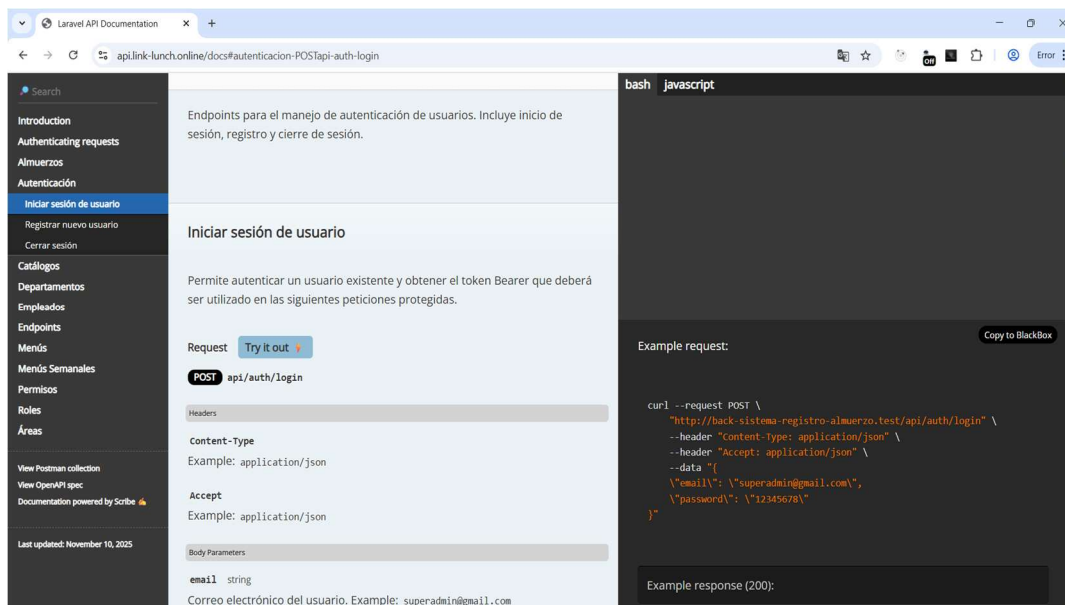 Laravel API Documentation
api.link-lunch.online/docs#autenticacion-POSTapi-auth-login
Off
Error
Search
Introduction
Authenticating requests
Almuerzos
Autenticación
Iniciar sesión de usuario
Registrar nuevo usuario
Cerrar sesión
Catálogos
Departamentos
Empleados
Endpoints
Menús
Menús Semanales
Permisos
Roles
Áreas
View Postman collection
View OpenAPI spec
Documentation powered by Scribe ✍
Last updated: November 10, 2025
Endpoints para el manejo de autenticación de usuarios. Incluye inicio de
sesión, registro y cierre de sesión.
Iniciar sesión de usuario
Permite autenticar un usuario existente y obtener el token Bearer que deberá
ser utilizado en las siguientes peticiones protegidas.
Request Try it out
POST api/auth/login
Headers
Content-Type
Example: application/json
Accept
Example: application/json
Body Parameters
email string
Correo electrónico del usuario. Example: superadmin@gmail.com
bash javascript
Copy to BlackBox
Example request:
curl --request POST \
"http://back-sistema-registro-almuerzo.test/api/auth/login" \
--header "Content-Type: application/json" \
--header "Accept: application/json" \
--data "{
\"email\": \"superadmin@gmail.com\",
\"password\": \"12345678\"
}"
Example response (200):